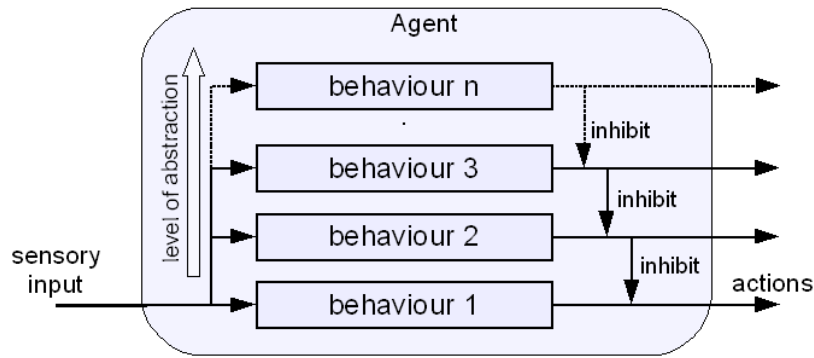 Agent
level of abstraction
behaviour n
inhibit
behaviour 3
inhibit
behaviour 2
inhibit
sensory
input
behaviour 1
actions